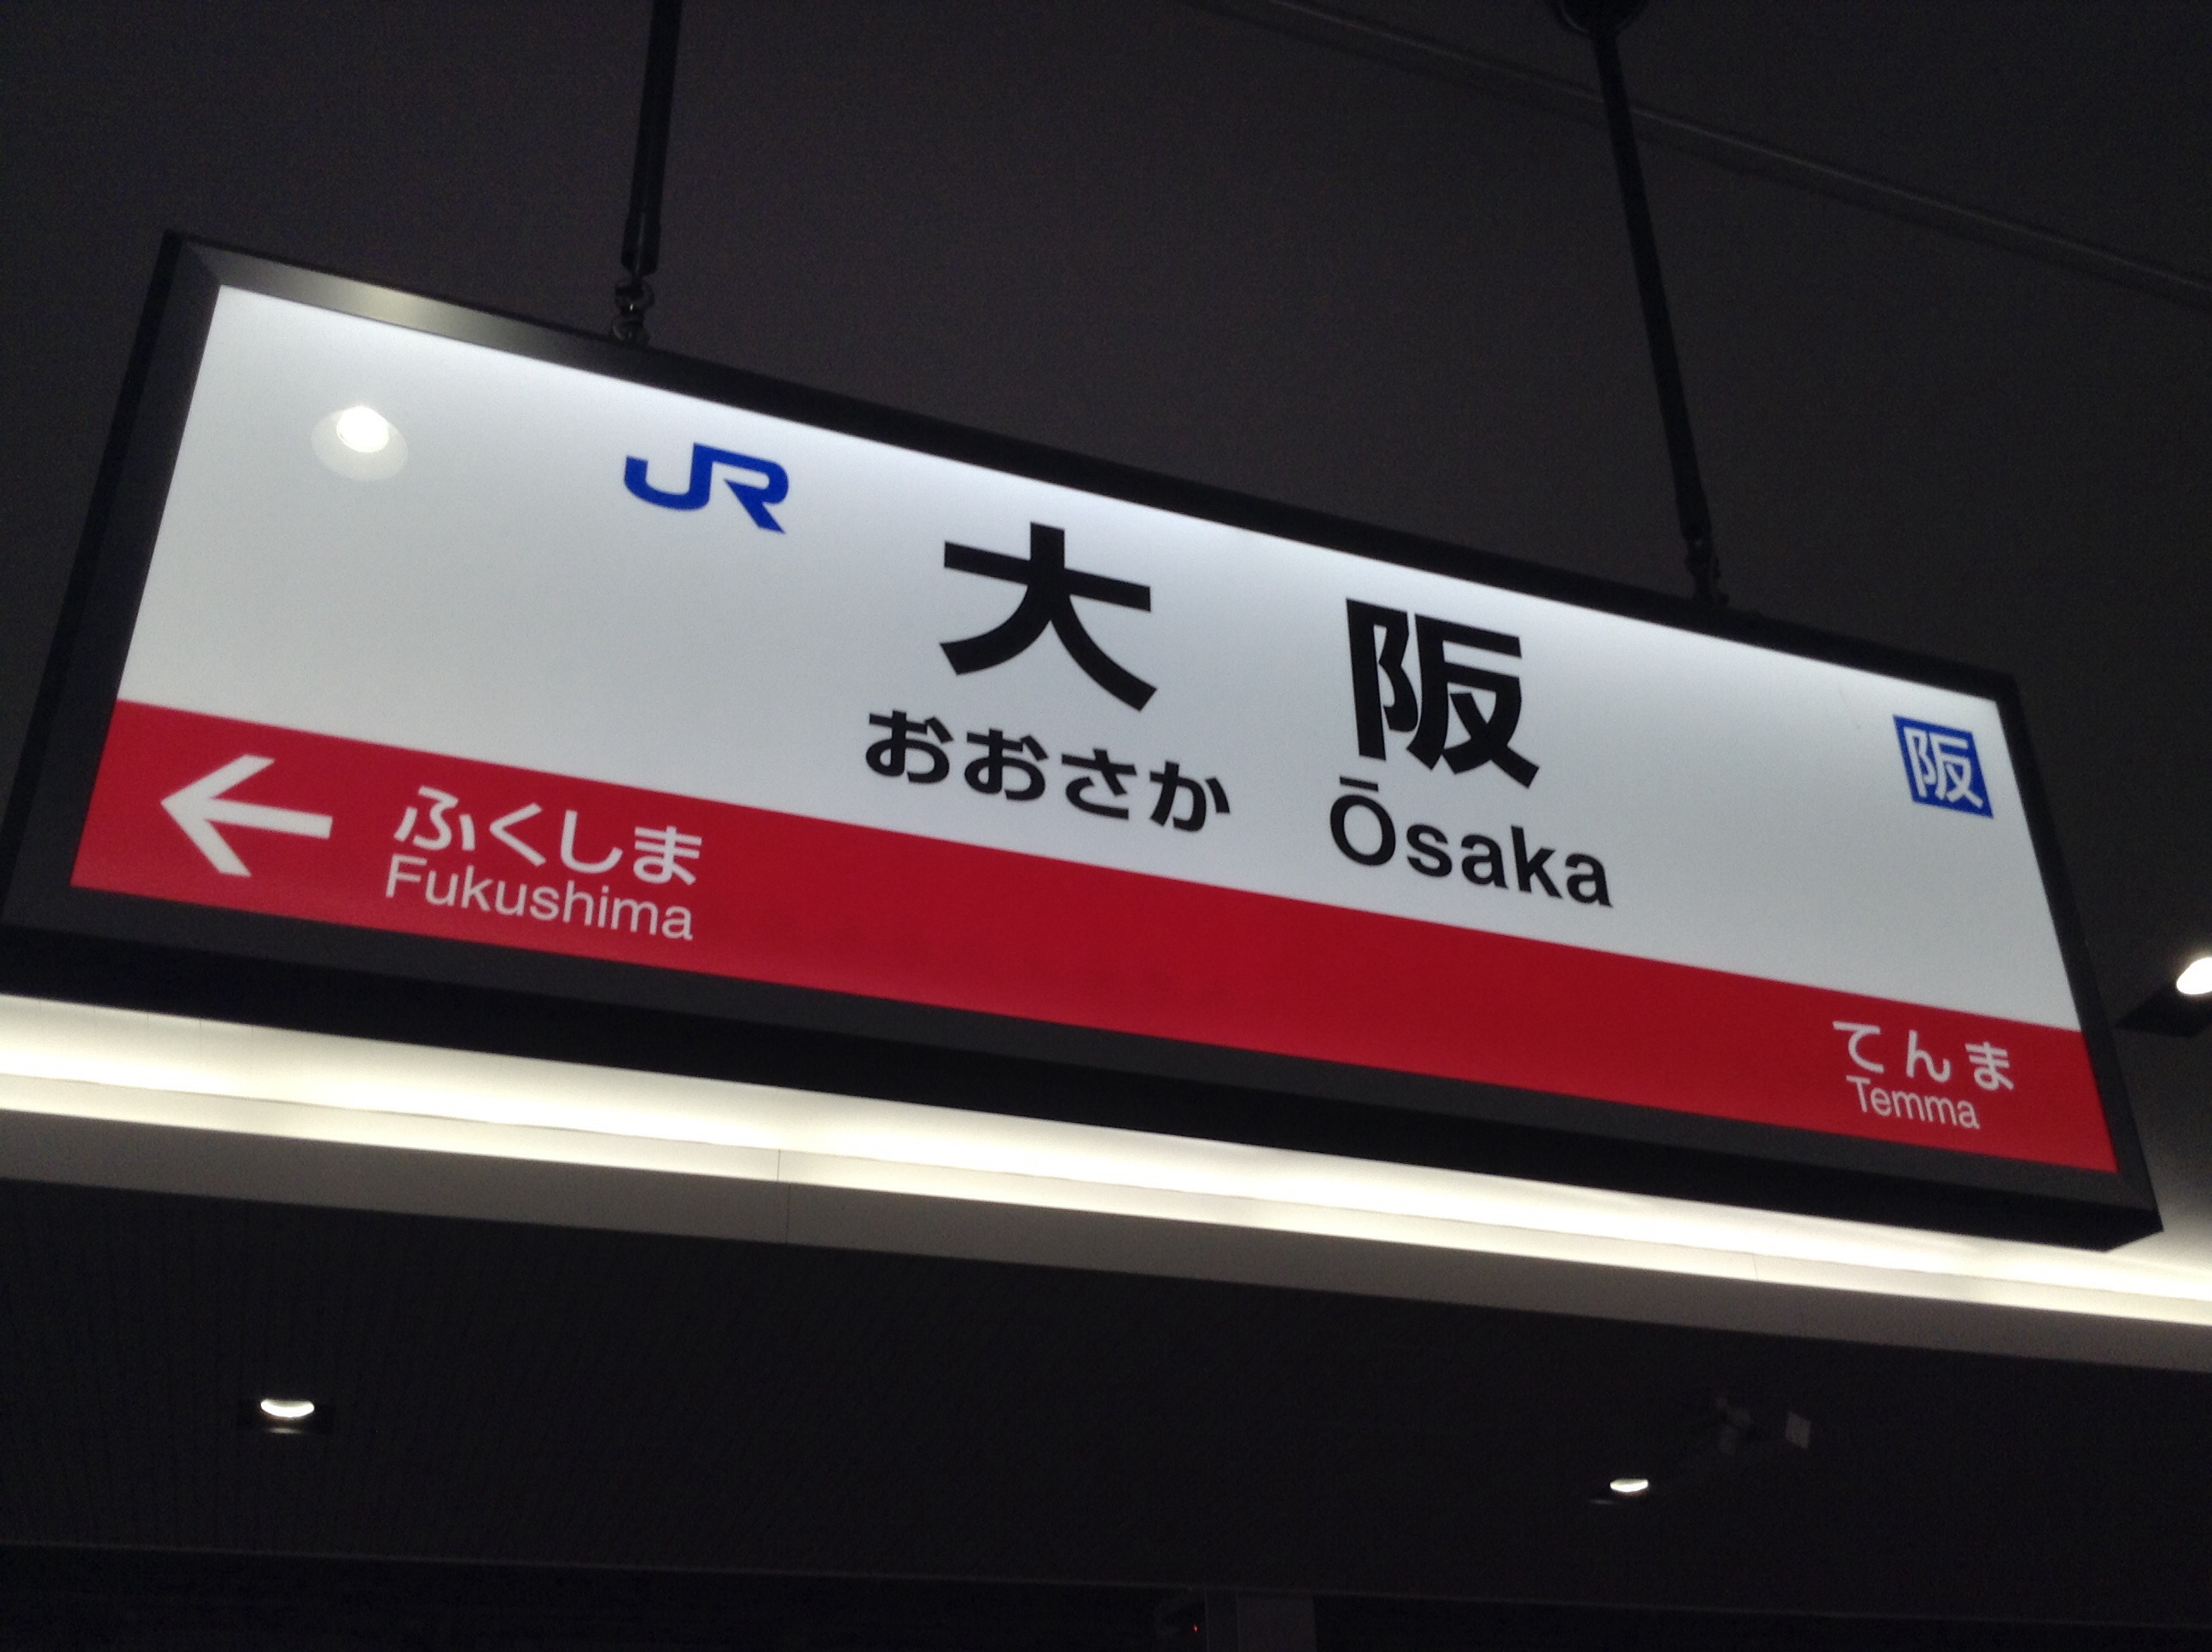 JR
大阪
阪
おおさか Ōsaka
ふくしま
Fukushima
てんま
Temma